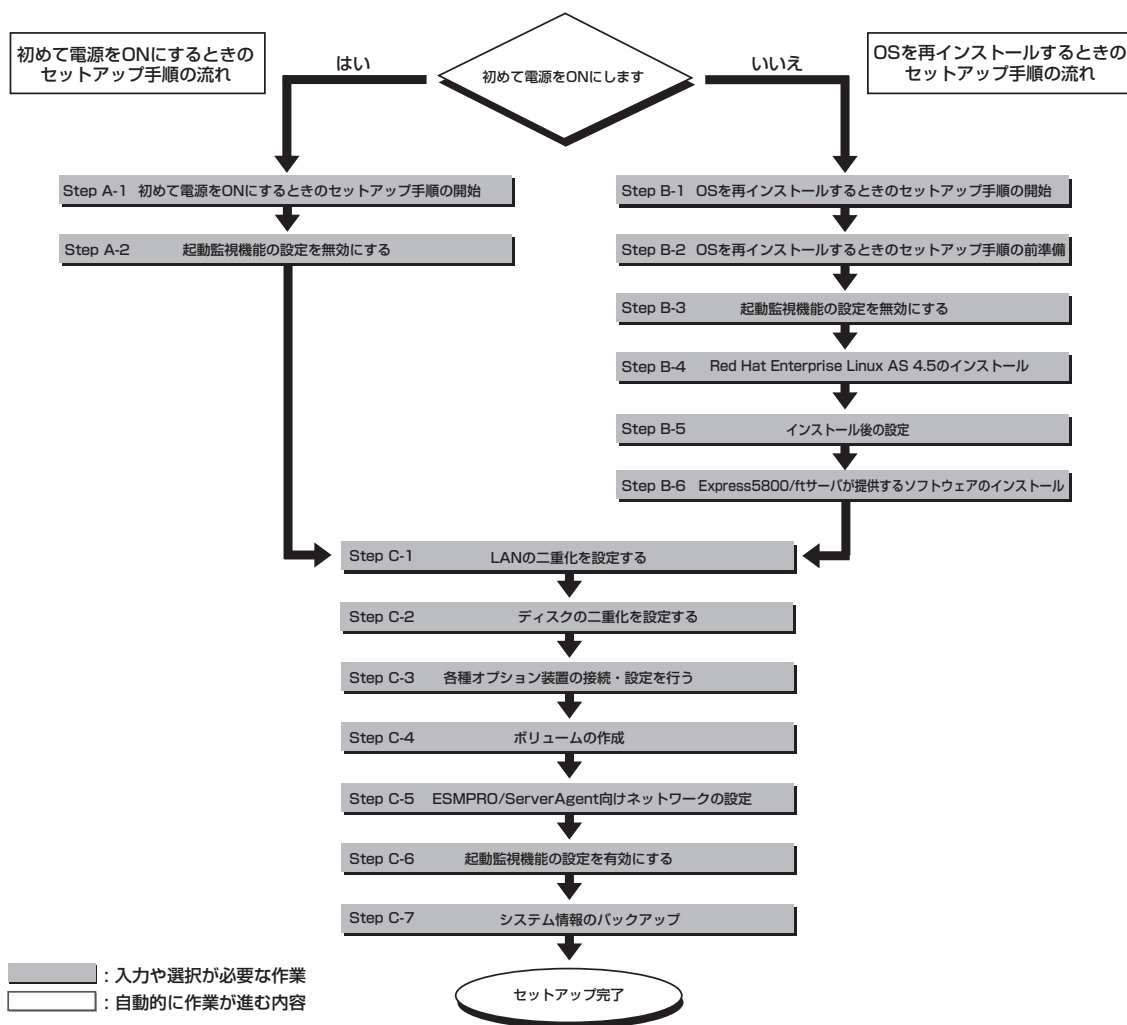 初めて電源をONにするときの
セットアップ手順の流れ
はい
初めて電源をONにします
いいえ
OSを再インストールするときの
セットアップ手順の流れ
Step A-1 初めて電源をONにするときのセットアップ手順の開始
Step A-2 起動監視機能の設定を無効にする
Step B-1 OSを再インストールするときのセットアップ手順の開始
Step B-2 OSを再インストールするときのセットアップ手順の前準備
Step B-3 起動監視機能の設定を無効にする
Step B-4 Red Hat Enterprise Linux AS 4.5のインストール
Step B-5 インストール後の設定
Step B-6 Express5800/ftサーバが提供するソフトウェアのインストール
Step C-1 LANの二重化を設定する
Step C-2 ディスクの二重化を設定する
Step C-3 各種オプション装置の接続・設定を行う
Step C-4 ボリュームの作成
Step C-5 ESMPRO/ServerAgent向けネットワークの設定
Step C-6 起動監視機能の設定を有効にする
Step C-7 システム情報のバックアップ
セットアップ完了
：入力や選択が必要な作業
：自動的に作業が進む内容